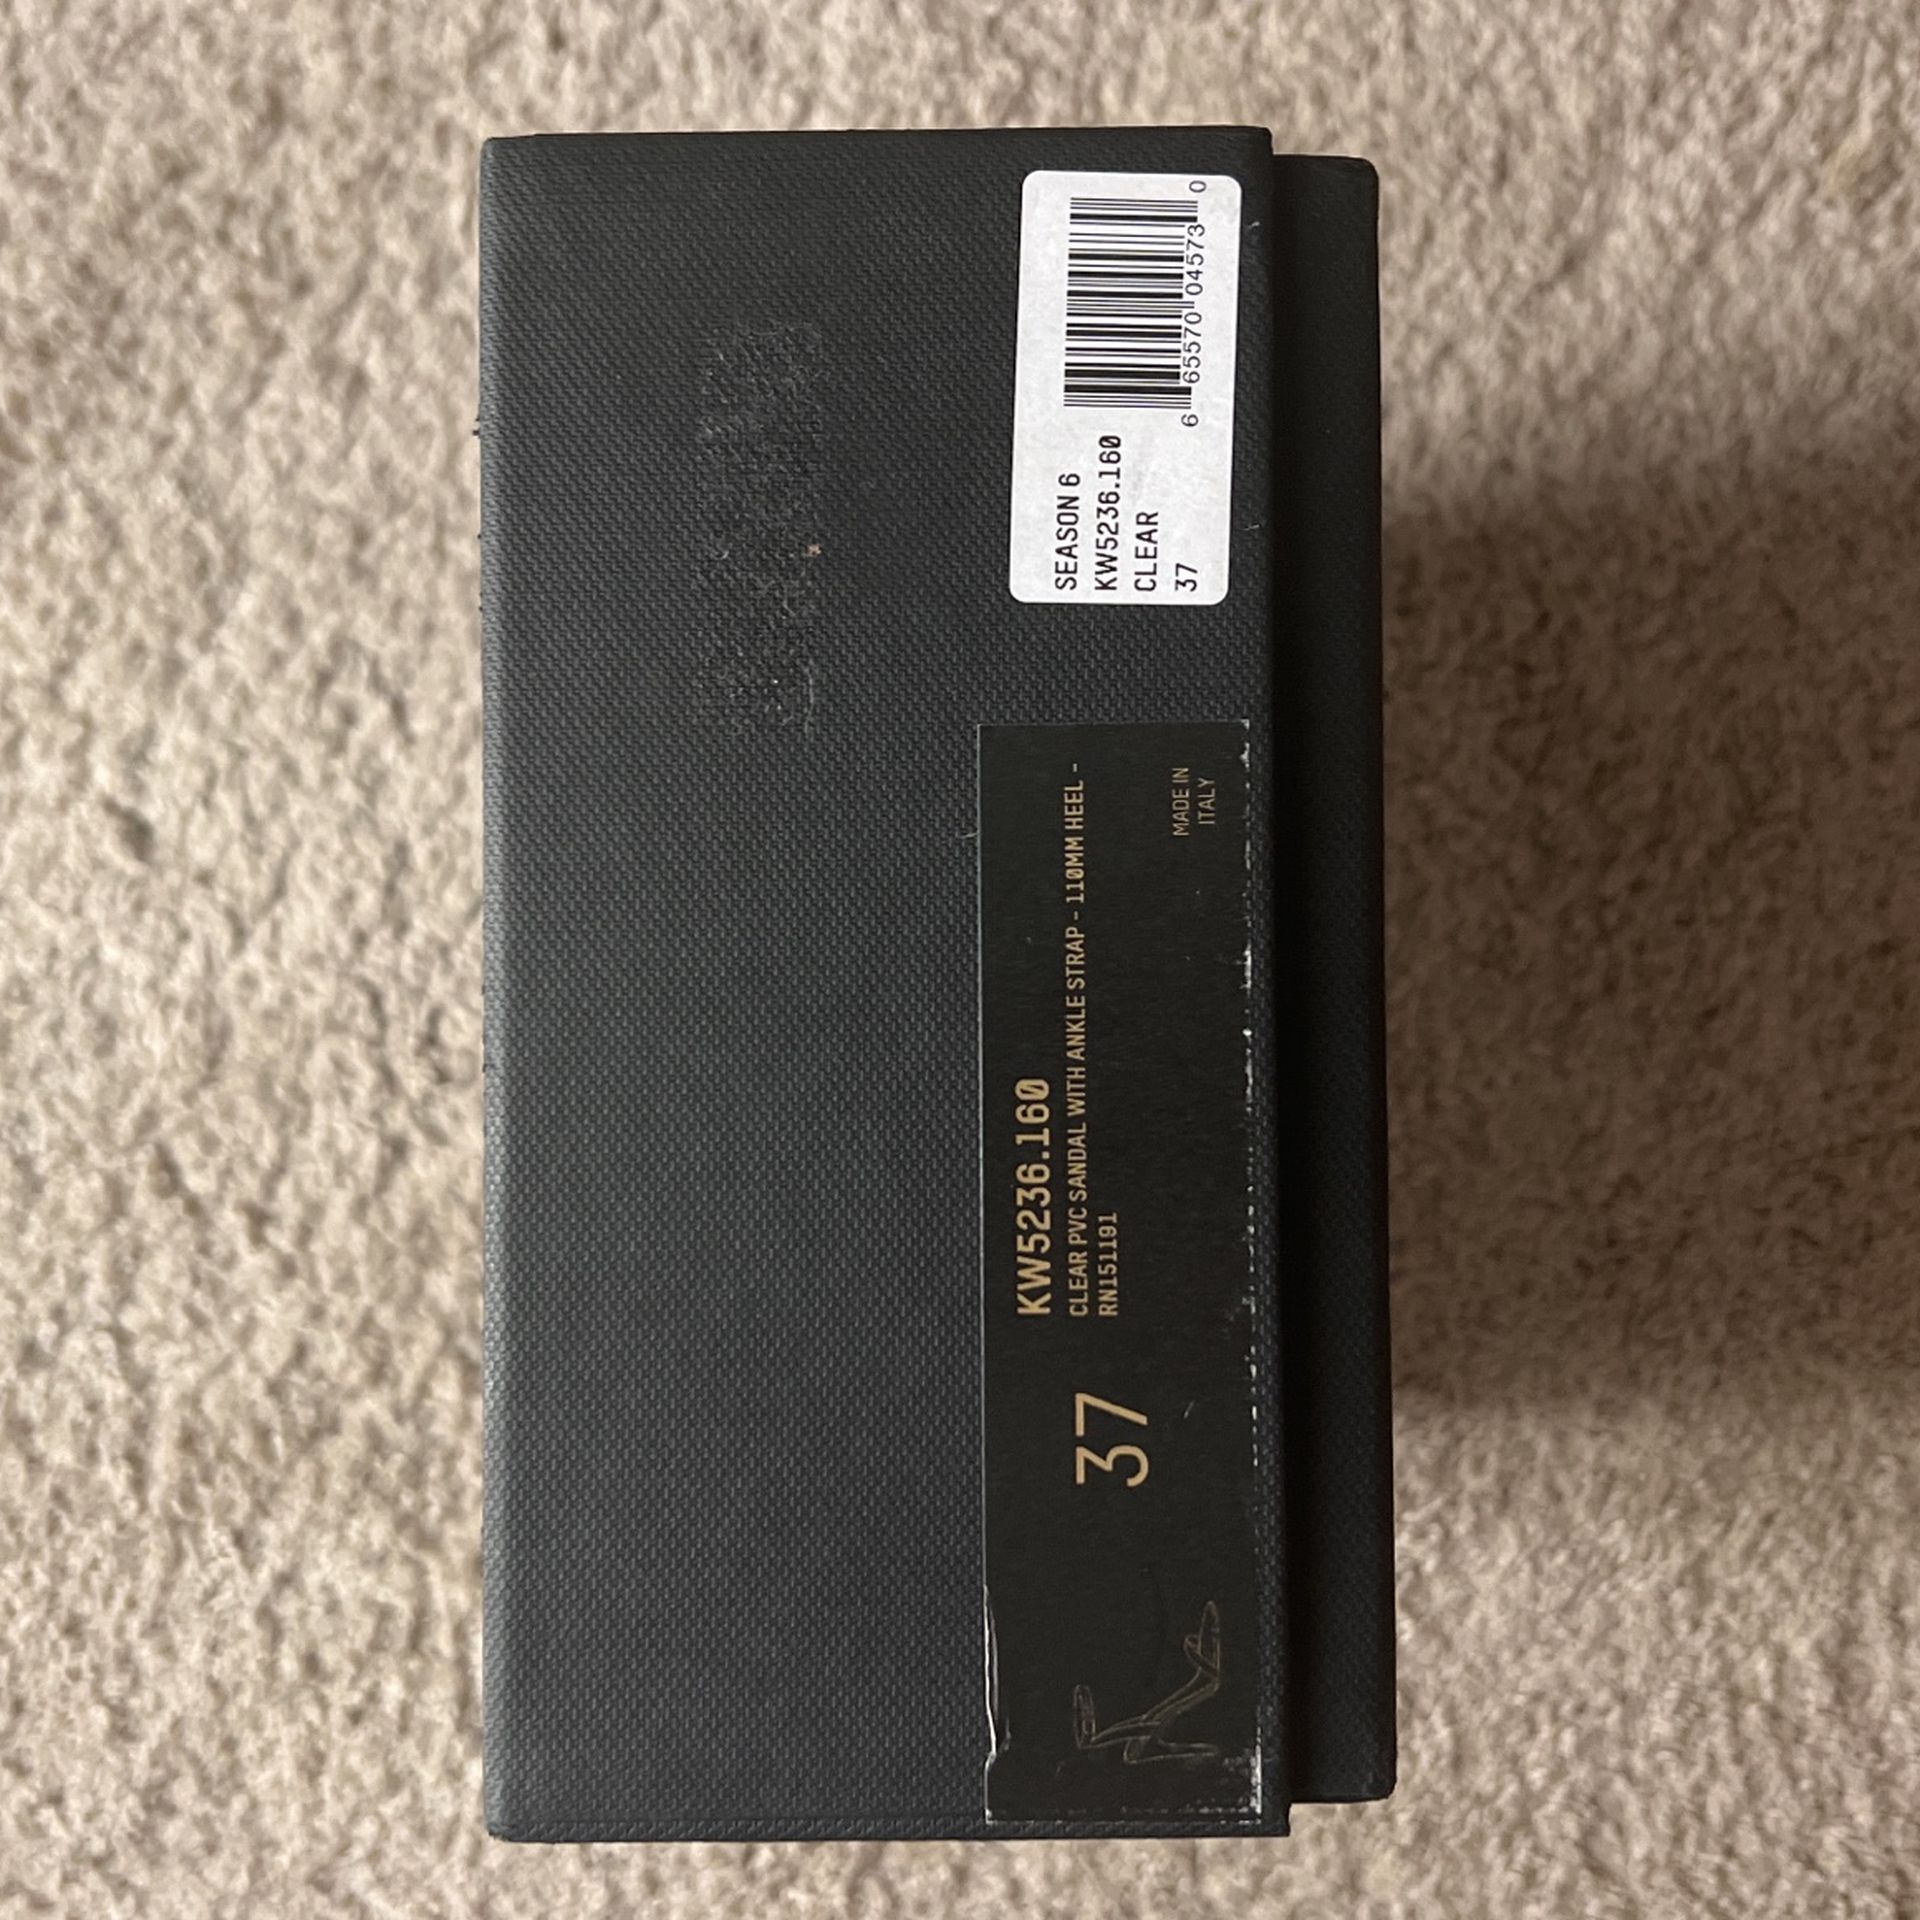 SEASON 6
KW5236.160
CLEAR
37
6 65570 04573 0
37
KW5236.160
CLEAR PVC SANDAL WITH ANKLE STRAP - 110MM HEEL -
RN151191
MADE IN
ITALY